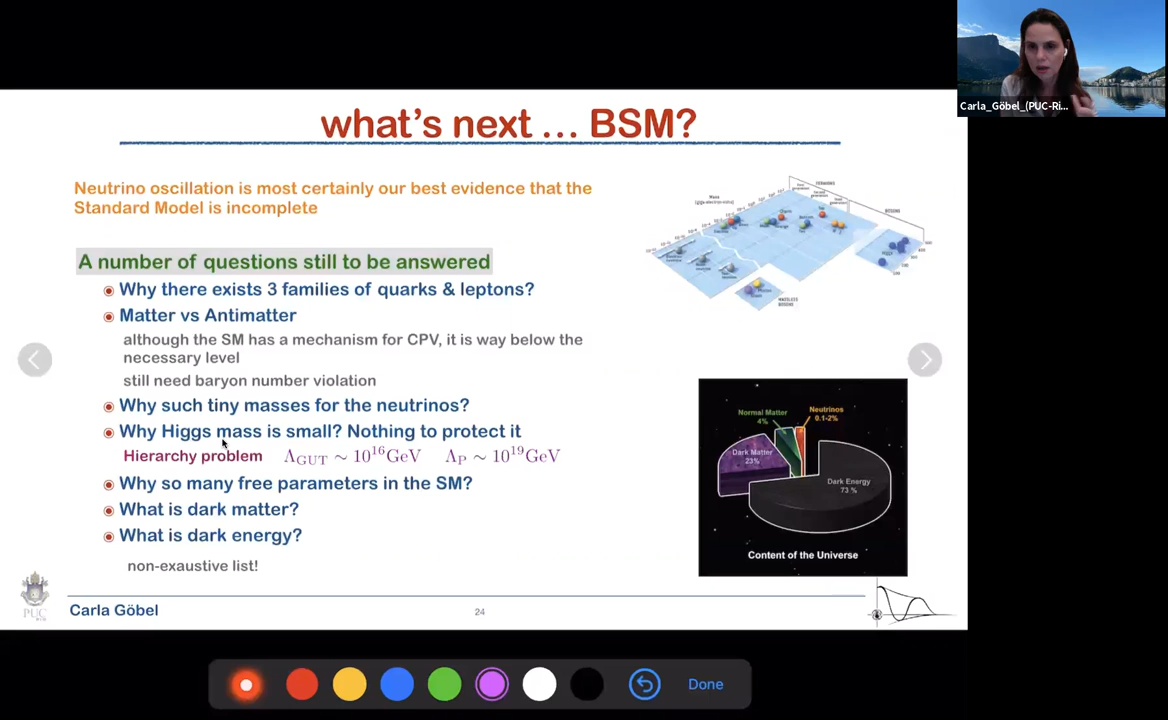 Carla_Göbel_(PUC-Ri...
what's next ... BSM?
Neutrino oscillation is most certainly our best evidence that the
Standard Model is incomplete
A number of questions still to be answered
Why there exists 3 families of quarks & leptons?
Matter vs Antimatter
although the SM has a mechanism for CPV, it is way below the
necessary level
still need baryon number violation
Why such tiny masses for the neutrinos?
Why Higgs mass is small? Nothing to protect it
Hierarchy problem Λ_GUT ∼ 10^16 GeV Λ_P ∼ 10^19 GeV
Why so many free parameters in the SM?
What is dark matter?
What is dark energy?
non-exaustive list!
FERMIONS
BOSONS
MASSLESS
BOSONS
Normal Matter
4%
Neutrinos
0.1-2%
Dark Matter
23%
Dark Energy
73 %
Content of the Universe
PUC
RIO
Carla Göbel
24
Done